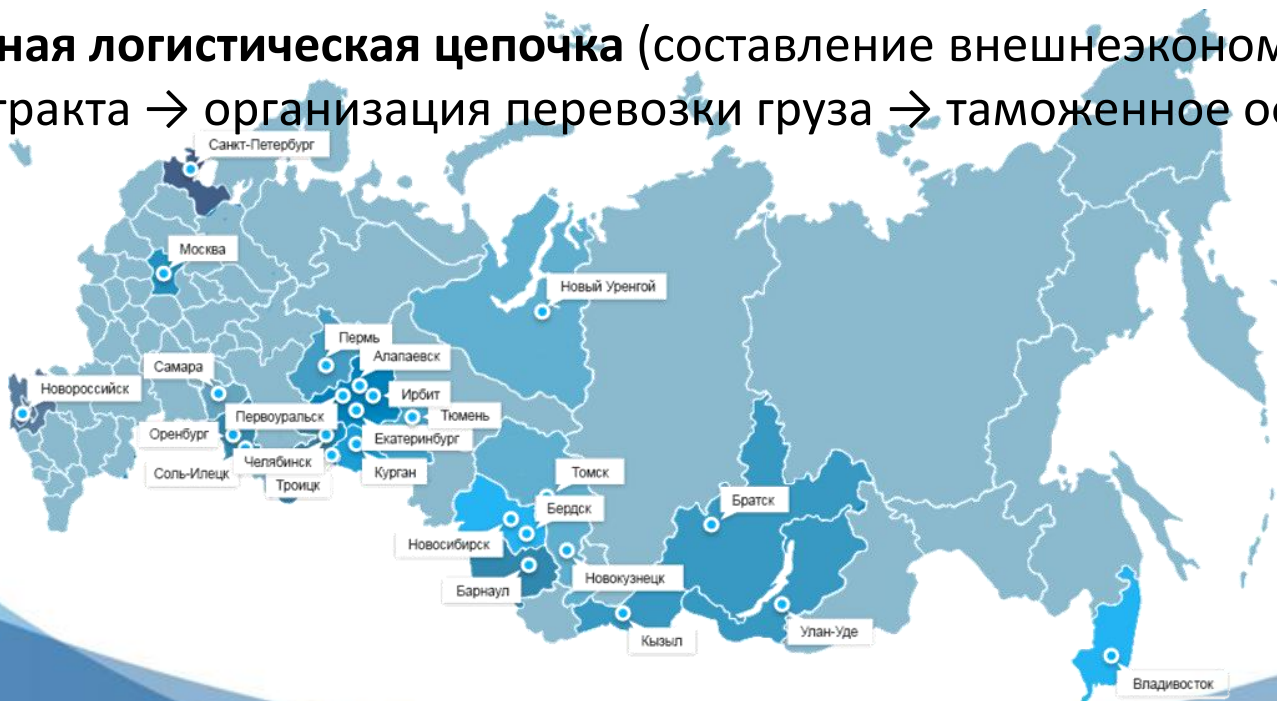 ная логистическая цепочка (составление внешнеэконом
тракта → организация перевозки груза → таможенное о
Санкт-Петербург
Москва
Новый Уренгой
Пермь
Алапаевск
Самара
Новороссийск
Ирбит
Первоуральск
Тюмень
Оренбург
Екатеринбург
Челябинск
Соль-Илецк
Курган
Троицк
Томск
Братск
Бердск
Новосибирск
Новокузнецк
Барнаул
Улан-Уде
Кызыл
Владивосток